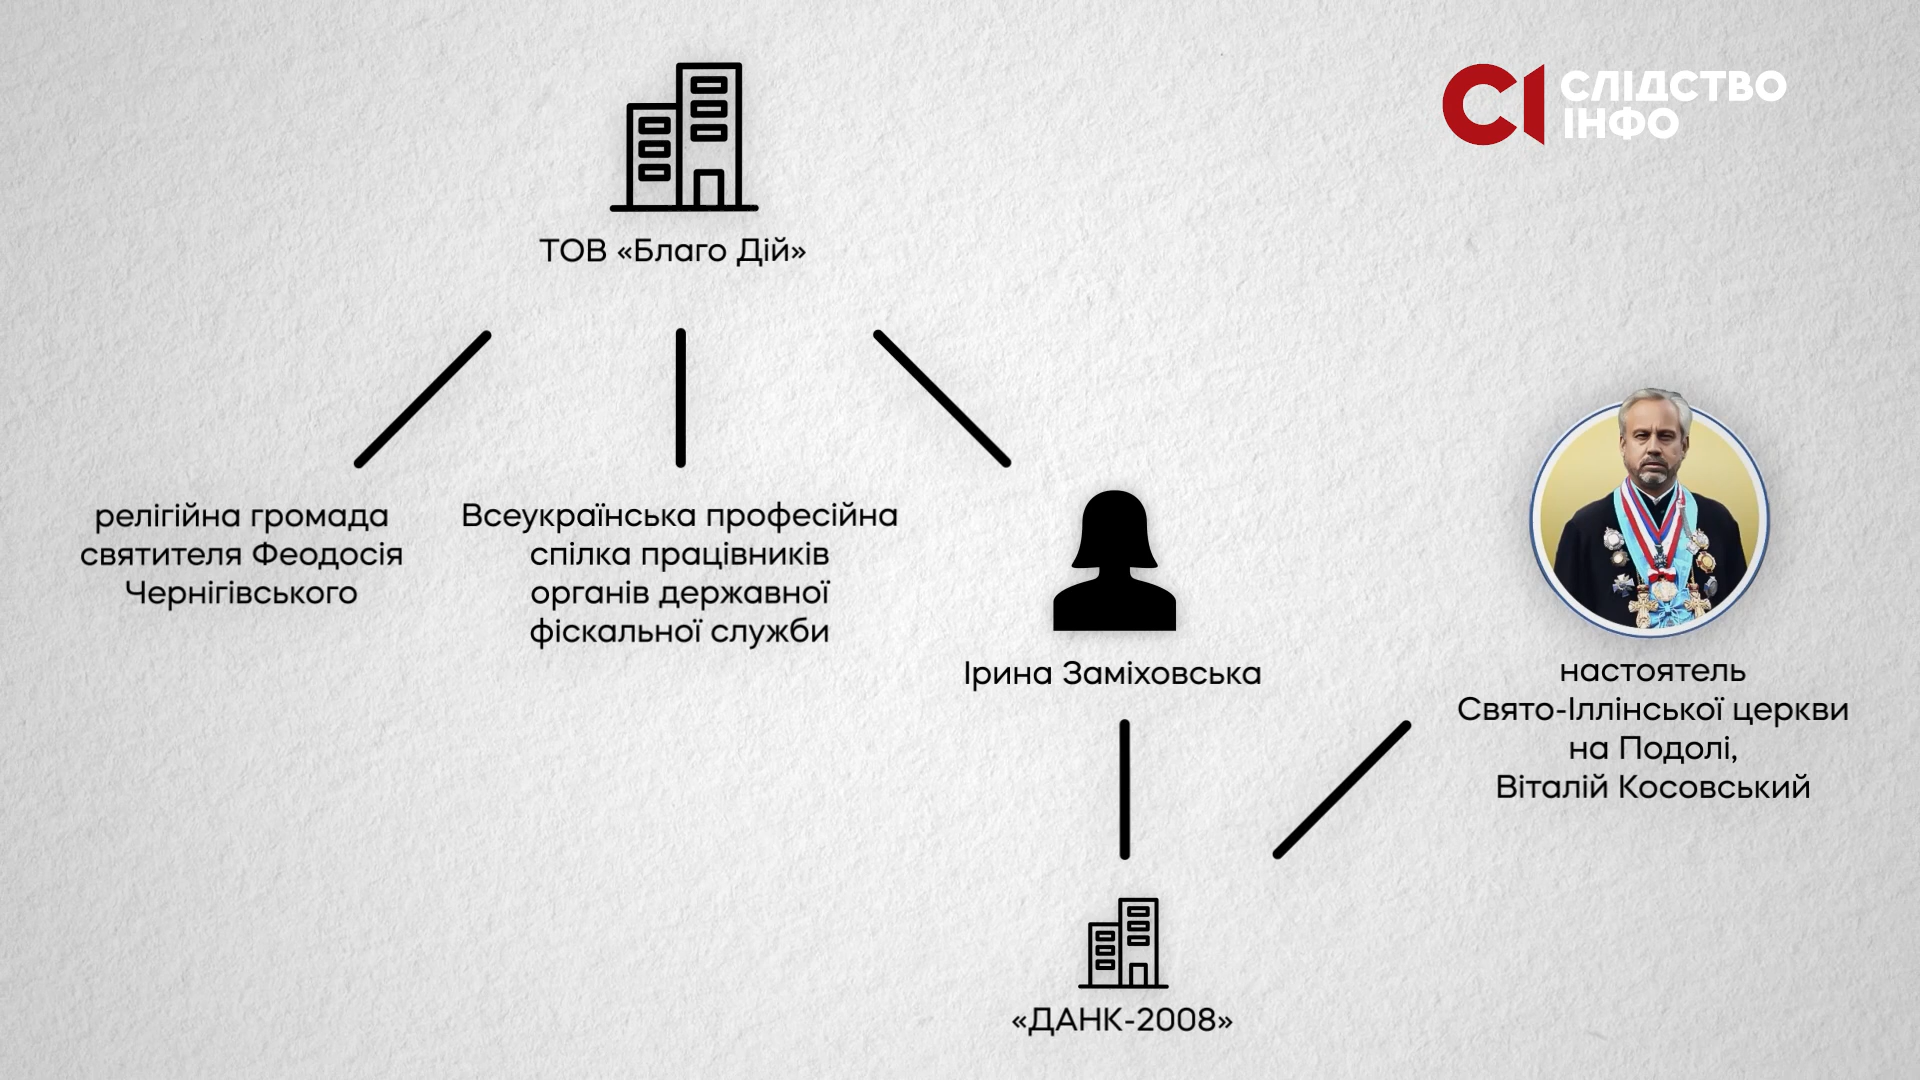 СЛІДСТВО
ІНФО
ТОВ «Благо Дій»
релігійна громада
святителя Феодосія
Чернігівського
Всеукраїнська професійна
спілка працівників
органів державної
фіскальної служби
Ірина Заміховська
настоятель
Свято-Іллінської церкви
на Подолі,
Віталій Косовський
«ДАНК-2008»